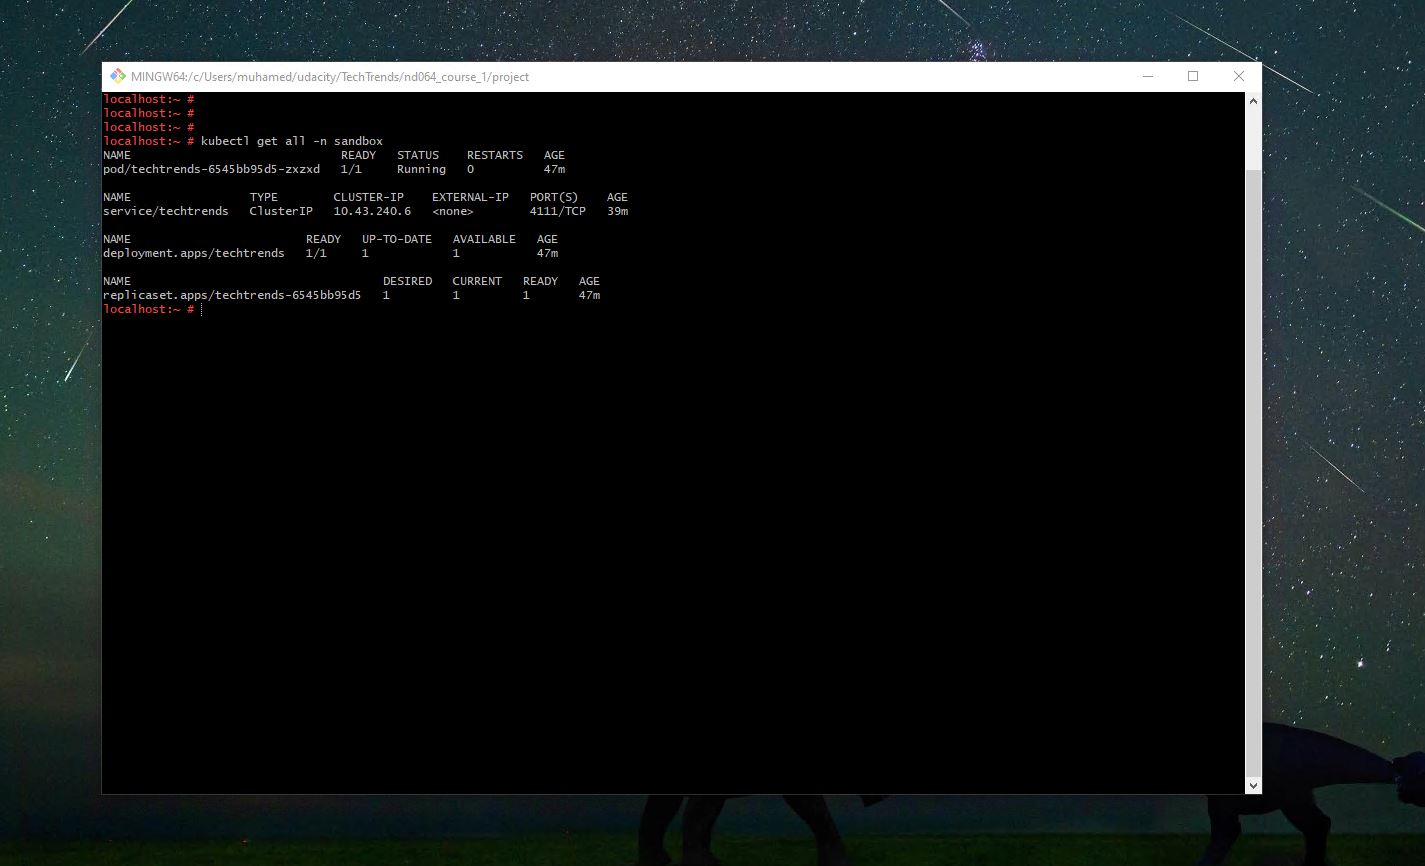 MINGW64:/c/Users/muhamed/udacity/TechTrends/nd064_course_1/project
localhost:~ #
localhost:~ #
localhost:~ #
localhost:~ # kubectl get all -n sandbox
NAME                              READY   STATUS    RESTARTS   AGE
pod/techtrends-6545bb95d5-zxzxd   1/1     Running   0          47m

NAME                 TYPE        CLUSTER-IP    EXTERNAL-IP   PORT(S)    AGE
service/techtrends   ClusterIP   10.43.240.6   <none>        4111/TCP   39m

NAME                         READY   UP-TO-DATE   AVAILABLE   AGE
deployment.apps/techtrends   1/1     1            1           47m

NAME                                    DESIRED   CURRENT   READY   AGE
replicaset.apps/techtrends-6545bb95d5   1         1         1       47m
localhost:~ #